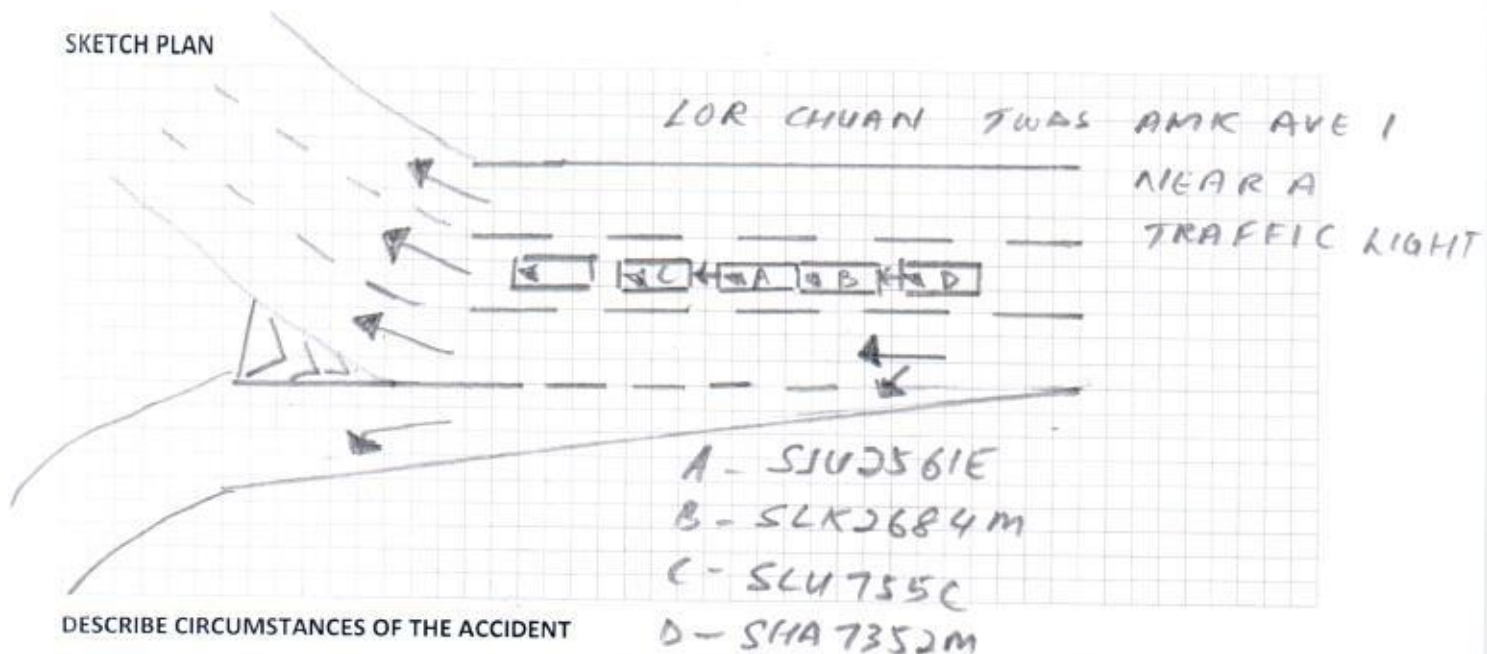 SKETCH PLAN
LOR CHUAN TWDS AMK AVE 1
NEAR A
TRAFFIC LIGHT
C A B D
A - SJU2561E
B - SLK2684M
C - SLU755C
D - SHA7352M
DESCRIBE CIRCUMSTANCES OF THE ACCIDENT